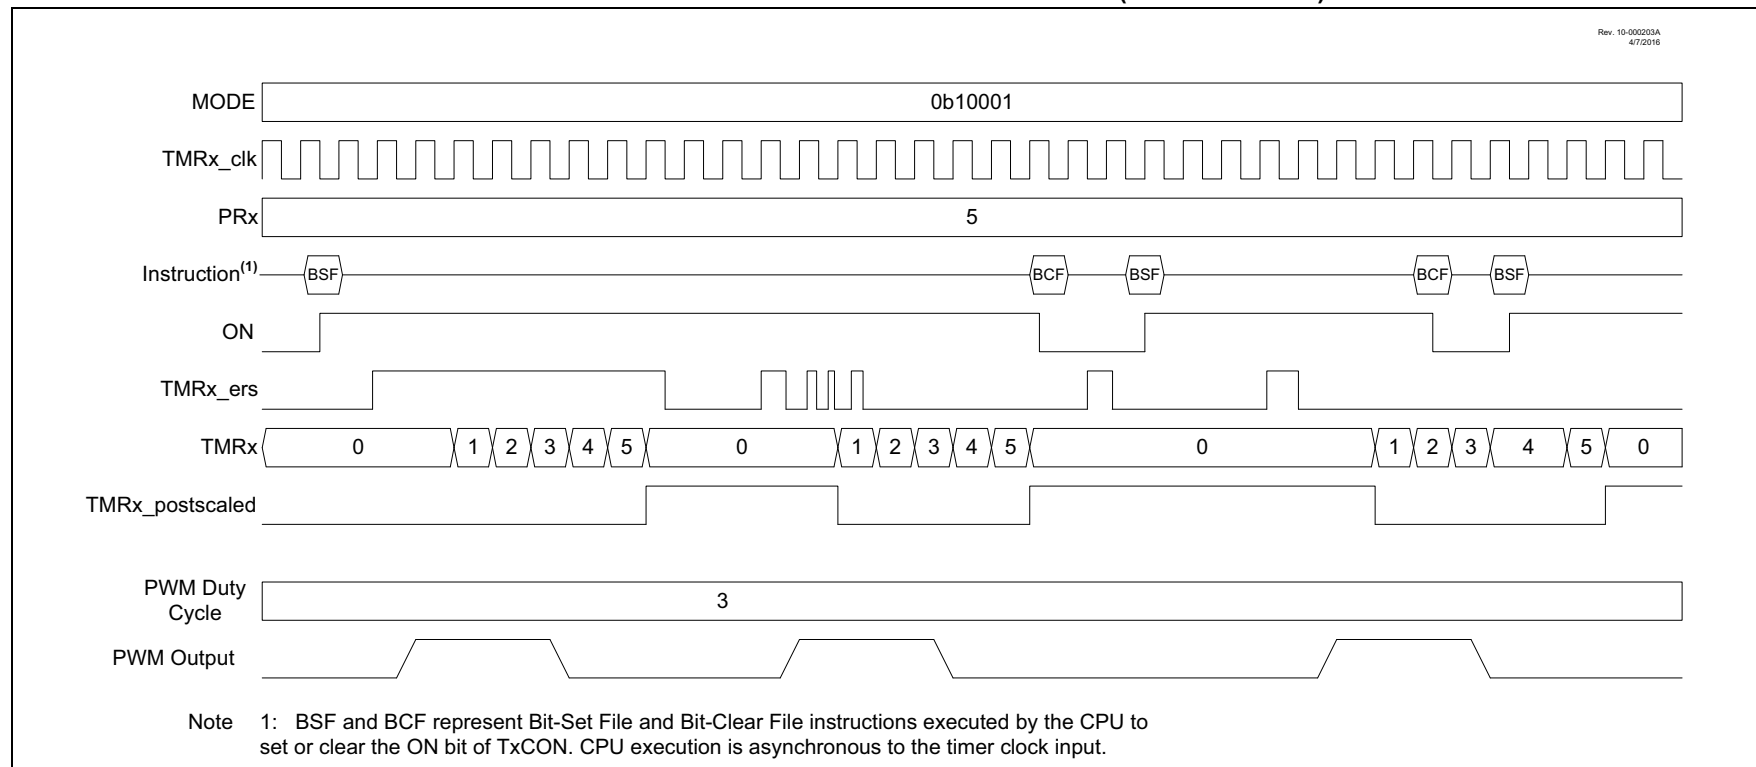 Rev. 10-000203A
4/7/2016
MODE 0b10001
TMRx_clk
PRx 5
Instruction(1) BSF BCF BSF BCF BSF
ON
TMRx_ers
TMRx 0 1 2 3 4 5 0 1 2 3 4 5 0 1 2 3 4 5 0
TMRx_postscaled
PWM Duty
Cycle 3
PWM Output
Note 1: BSF and BCF represent Bit-Set File and Bit-Clear File instructions executed by the CPU to
set or clear the ON bit of TxCON. CPU execution is asynchronous to the timer clock input.